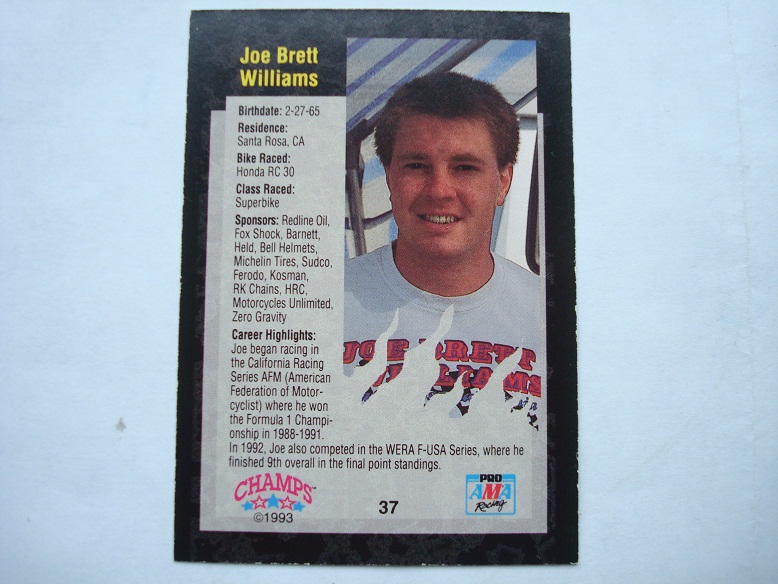 Joe Brett
Williams
Birthdate: 2-27-65
Residence:
Santa Rosa, CA
Bike Raced:
Honda RC 30
Class Raced:
Superbike
Sponsors: Redline Oil,
Fox Shock, Barnett,
Held, Bell Helmets,
Michelin Tires, Sudco,
Ferodo, Kosman,
RK Chains, HRC,
Motorcycles Unlimited,
Zero Gravity
Career Highlights:
Joe began racing in
the California Racing
Series AFM (American
Federation of Motor-
cyclist) where he won
the Formula 1 Champi-
onship in 1988-1991.
In 1992, Joe also competed in the WERA F-USA Series, where he
finished 9th overall in the final point standings.
JOE BRETT
WILLIAMS
CHAMPS™
©1993
37
PRO
AMA
Racing